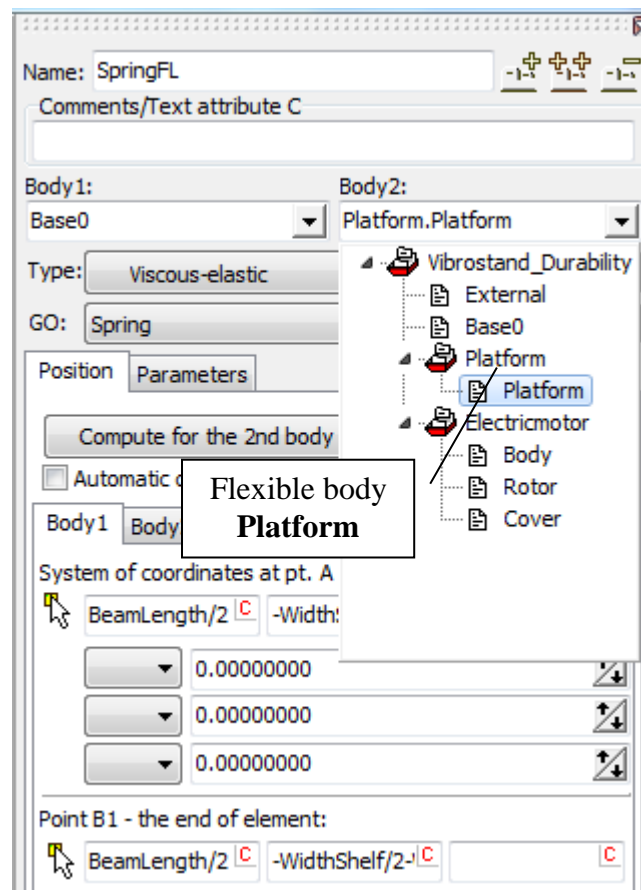 Name: SpringFL
Comments/Text attribute C
Body1: Body2:
Base0 Platform.Platform
Type: Viscous-elastic
GO: Spring
Vibrostand_Durability
External
Base0
Platform
Platform
Electricmotor
Body
Rotor
Cover
Position Parameters
Compute for the 2nd body
Automatic
Flexible body
Platform
Body1 Body
System of coordinates at pt. A
BeamLength/2 C -Width
0.00000000
0.00000000
0.00000000
Point B1 - the end of element:
BeamLength/2 C -WidthShelf/2- C C